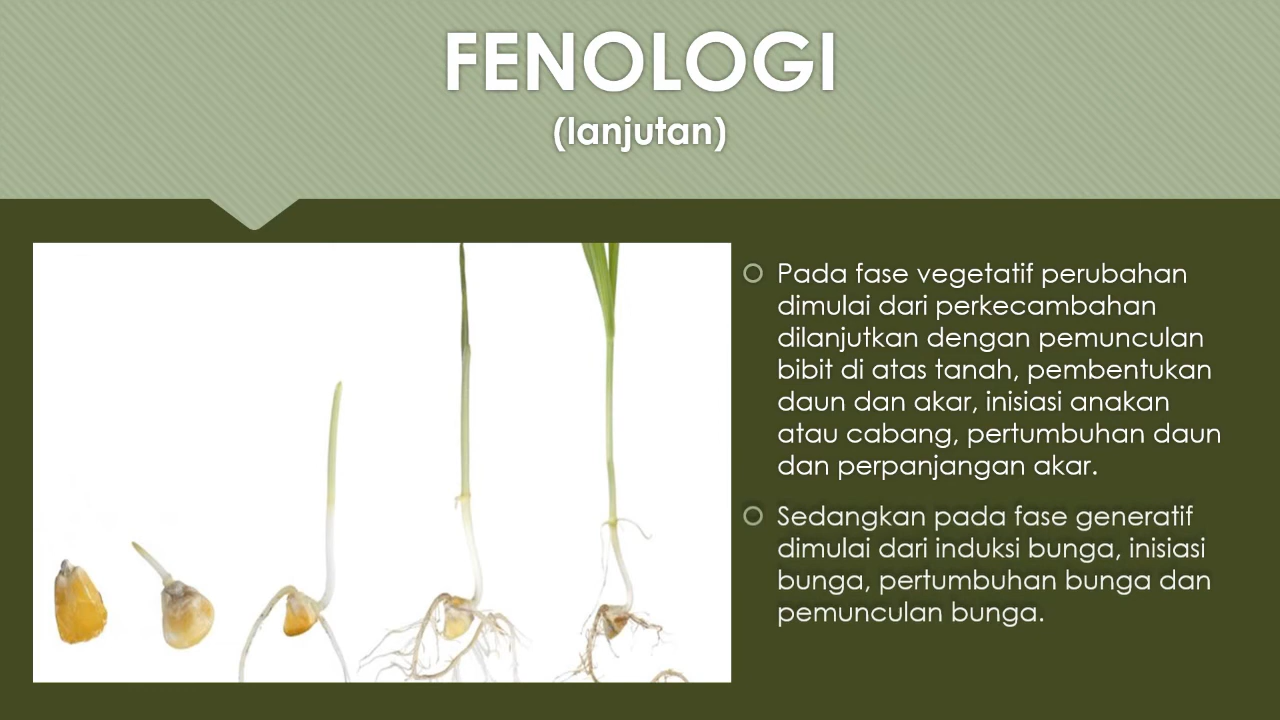 FENOLOGI
(lanjutan)
Pada fase vegetatif perubahan
dimulai dari perkecambahan
dilanjutkan dengan pemunculan
bibit di atas tanah, pembentukan
daun dan akar, inisiasi anakan
atau cabang, pertumbuhan daun
dan perpanjangan akar.
Sedangkan pada fase generatif
dimulai dari induksi bunga, inisiasi
bunga, pertumbuhan bunga dan
pemunculan bunga.